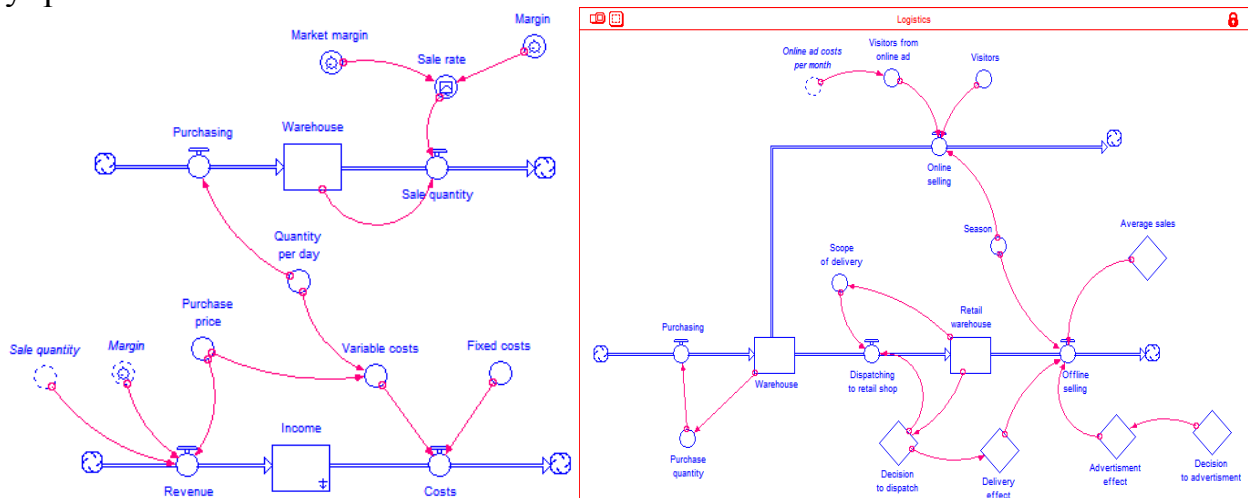 Margin
Market margin
Sale rate
Purchasing
Warehouse
Sale quantity
Quantity
per day
Purchase
price
Sale quantity
Margin
Variable costs
Fixed costs
Income
Revenue
Costs
Logistics
Online ad costs
per month
Visitors from
online ad
Visitors
Online
selling
Season
Average sales
Scope
of delivery
Purchasing
Retail
warehouse
Warehouse
Dispatching
to retail shop
Offline
selling
Purchase
quantity
Decision
to dispatch
Delivery
effect
Advertisment
effect
Decision
to advertisment